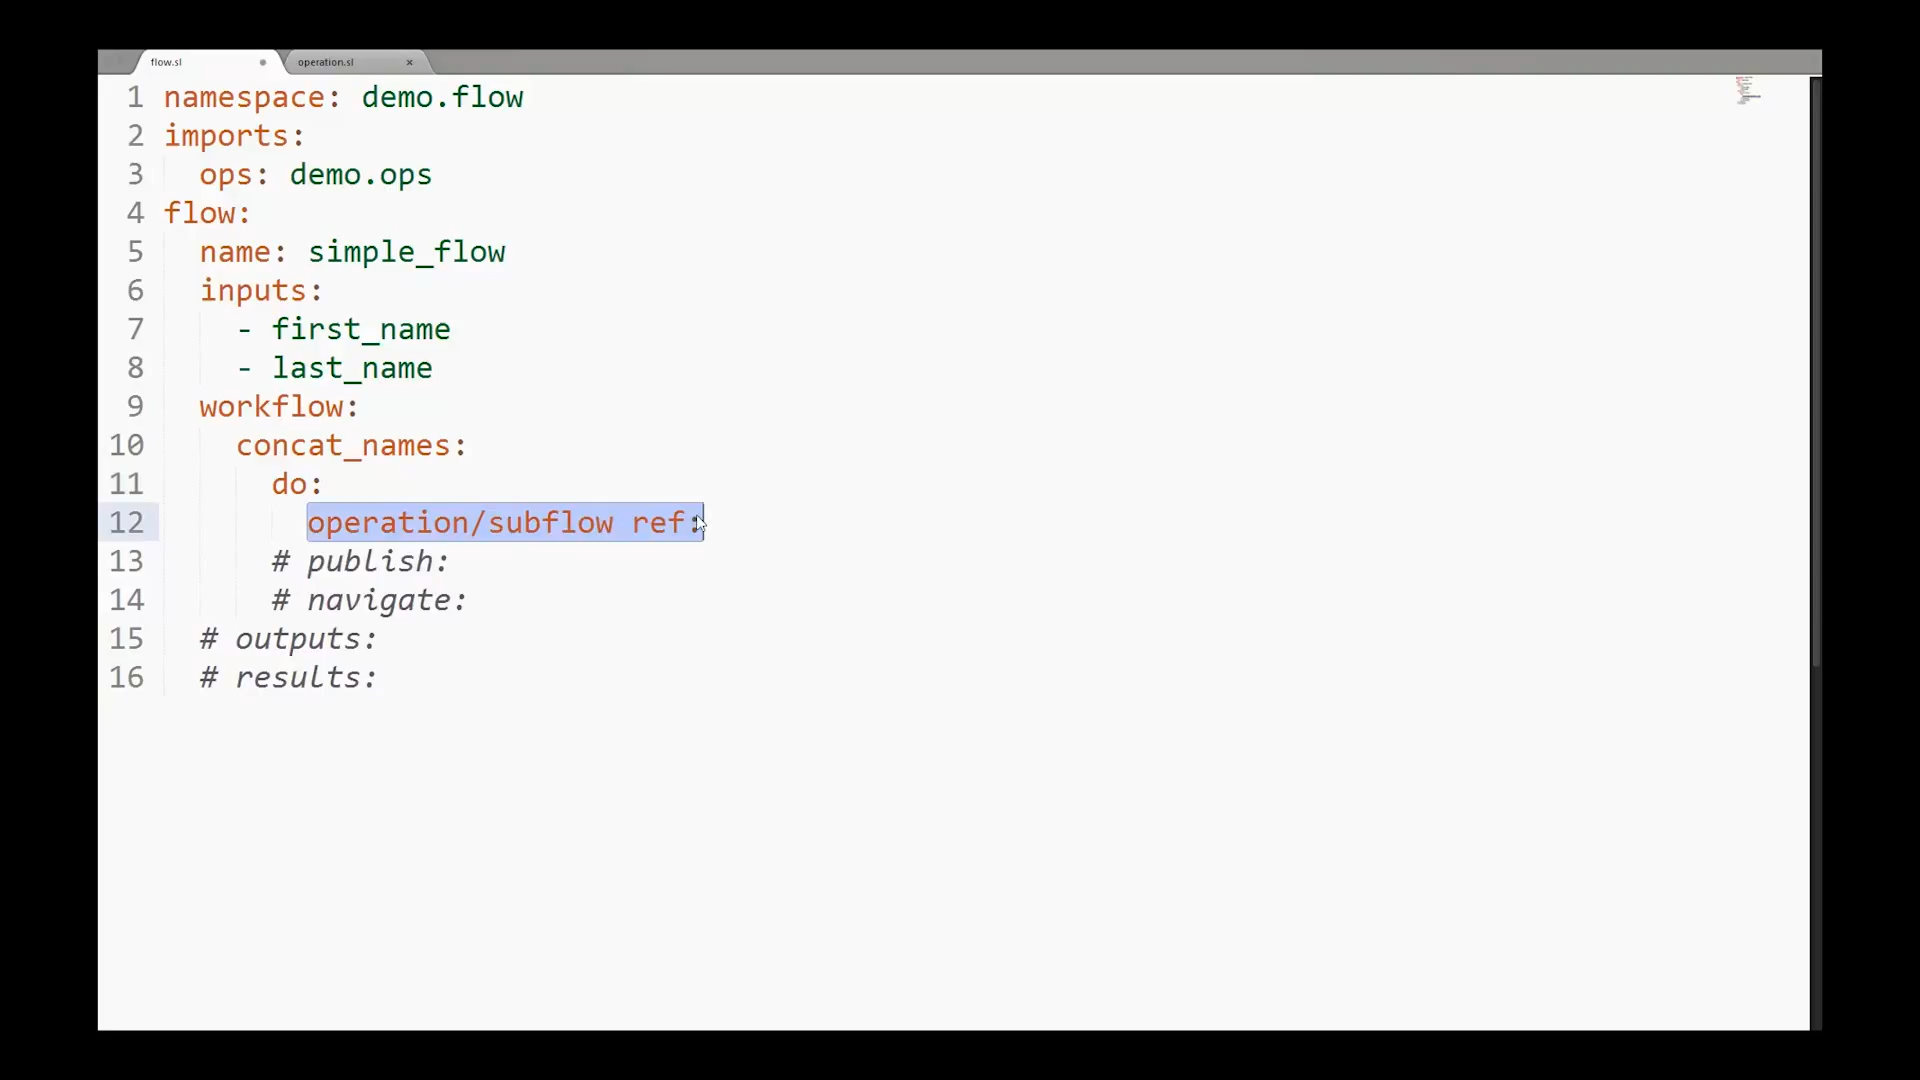 flow.sl
operation.sl
1 namespace: demo.flow
2 imports:
3 ops: demo.ops
4 flow:
5 name: simple_flow
6 inputs:
7 - first_name
8 - last_name
9 workflow:
10 concat_names:
11 do:
12 operation/subflow ref:
13 # publish:
14 # navigate:
15 # outputs:
16 # results: